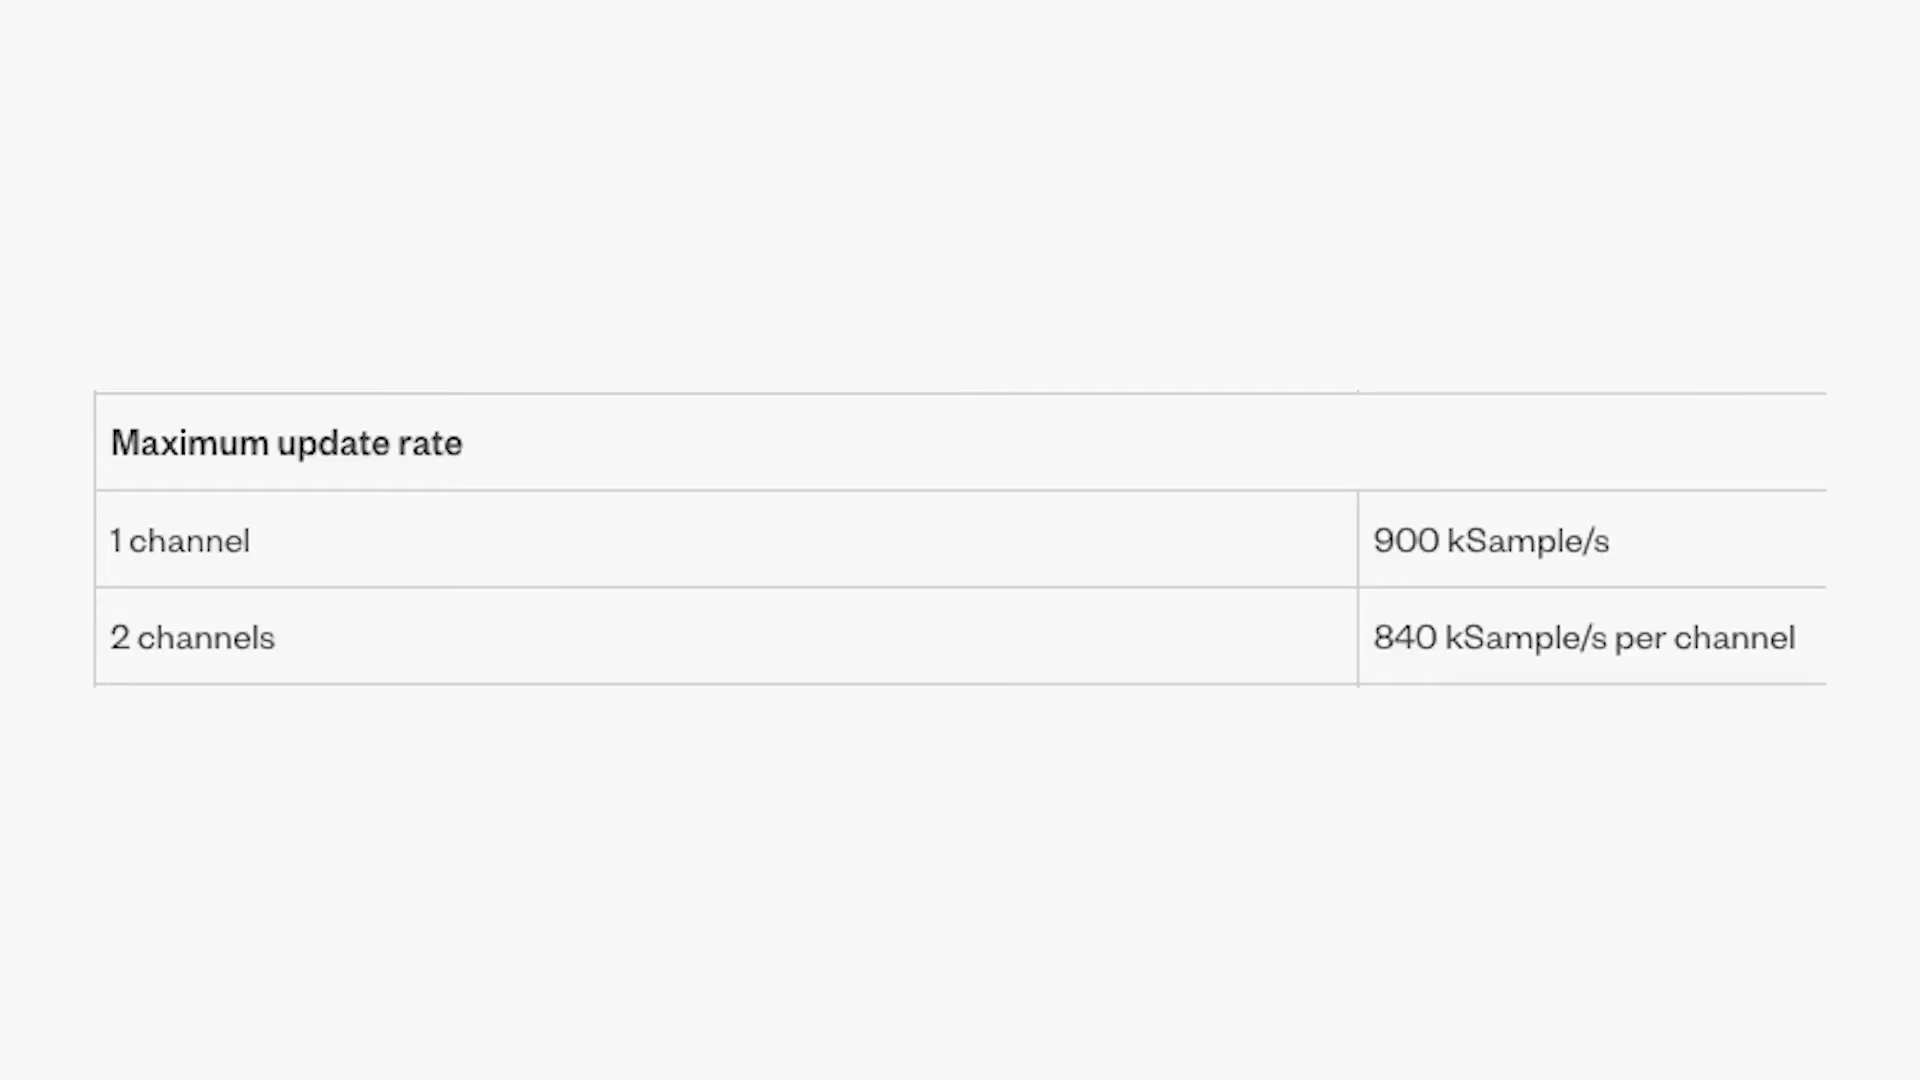 Maximum update rate
1 channel 900 kSample/s
2 channels 840 kSample/s per channel